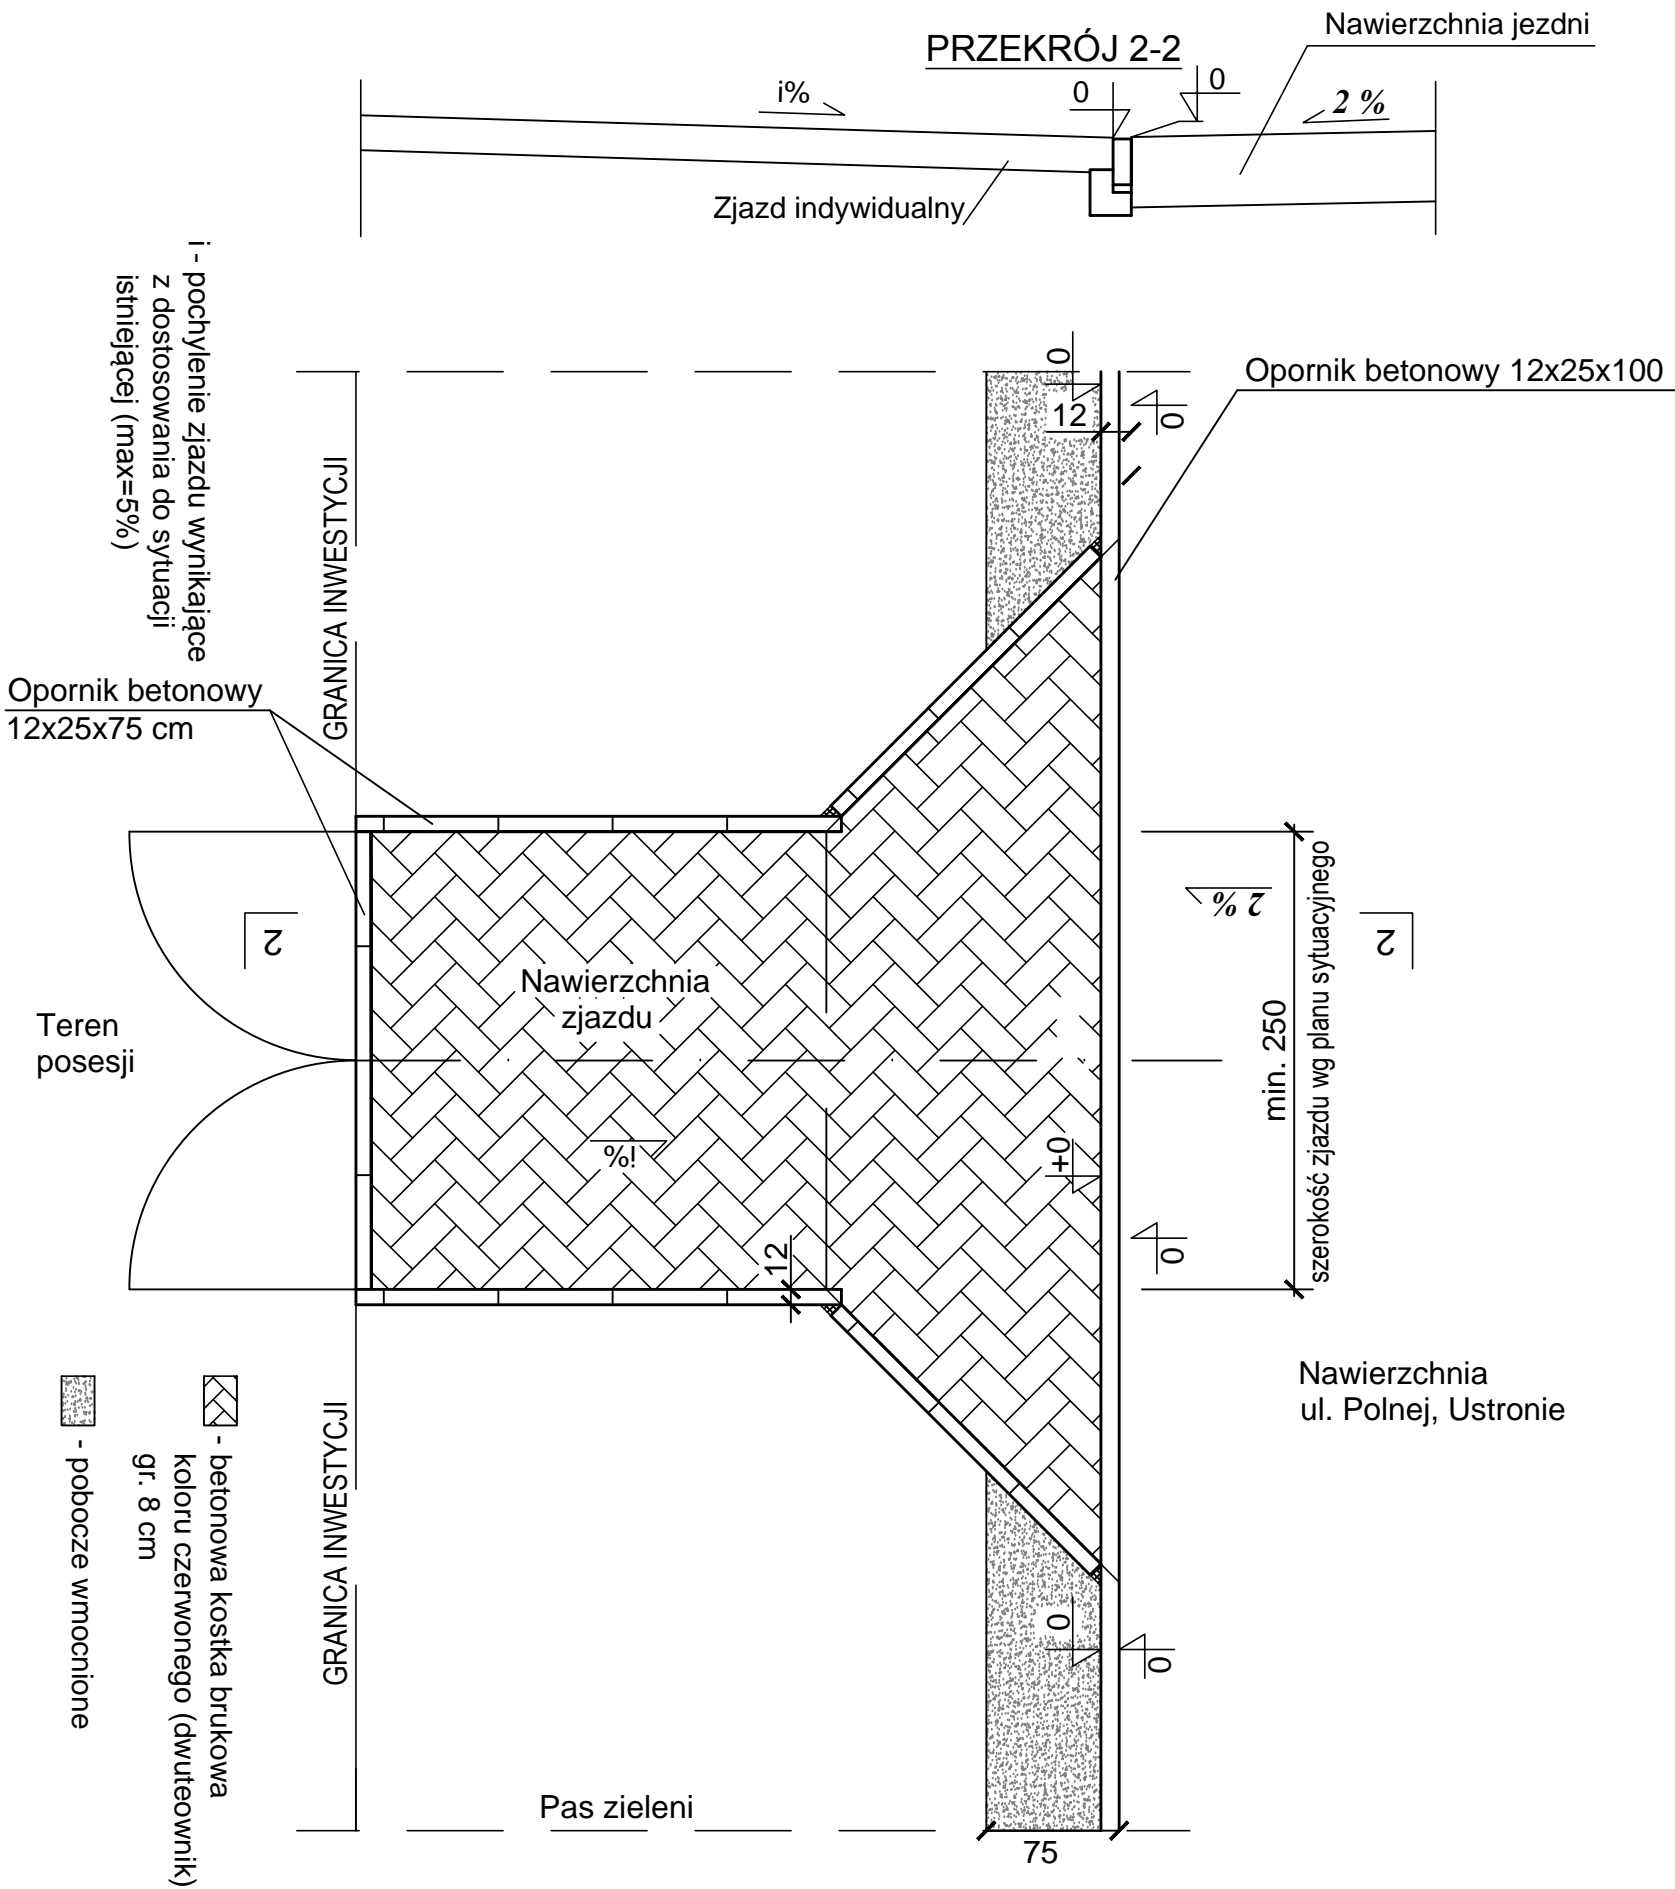 PRZEKRÓJ 2-2
Nawierzchnia jezdni
i%
0
0
2 %
Zjazd indywidualny
i - pochylenie zjazdu wynikające
z dostosowania do sytuacji
istniejącej (max=5%)
GRANICA INWESTYCJI
0
12
0
Opornik betonowy 12x25x100
Opornik betonowy
12x25x75 cm
2
2 %
2
Nawierzchnia
zjazdu
Teren
posesji
min. 250
szerokość zjazdu wg planu sytuacyjnego
i%
+0
0
12
Nawierzchnia
ul. Polnej, Ustronie
- betonowa kostka brukowa
koloru czerwonego (dwuteownik)
gr. 8 cm
- pobocze wmocnione
GRANICA INWESTYCJI
0
0
Pas zieleni
75